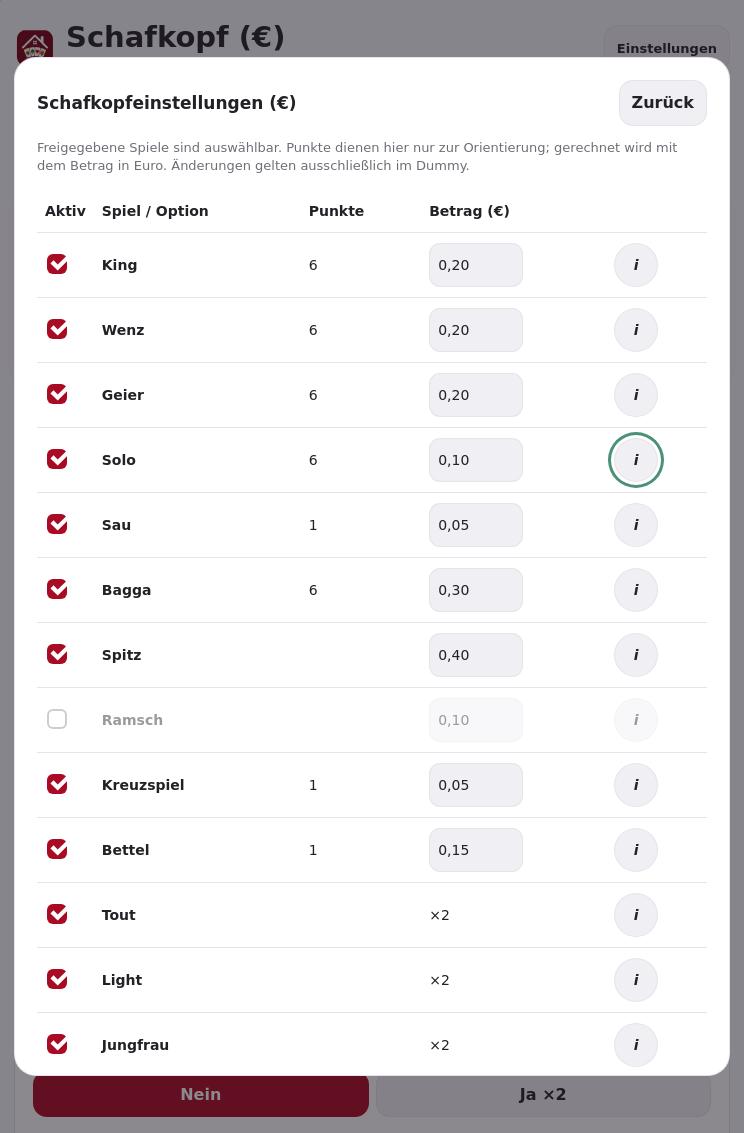 Schafkopf (€)
Einstellungen
Schafkopfeinstellungen (€)
Zurück
Freigegebene Spiele sind auswählbar. Punkte dienen hier nur zur Orientierung; gerechnet wird mit
dem Betrag in Euro. Änderungen gelten ausschließlich im Dummy.
Aktiv Spiel / Option Punkte Betrag (€)
King 6 0,20 i
Wenz 6 0,20 i
Geier 6 0,20 i
Solo 6 0,10 i
Sau 1 0,05 i
Bagga 6 0,30 i
Spitz 0,40 i
Ramsch 0,10 i
Kreuzspiel 1 0,05 i
Bettel 1 0,15 i
Tout ×2 i
Light ×2 i
Jungfrau ×2 i
Nein Ja ×2